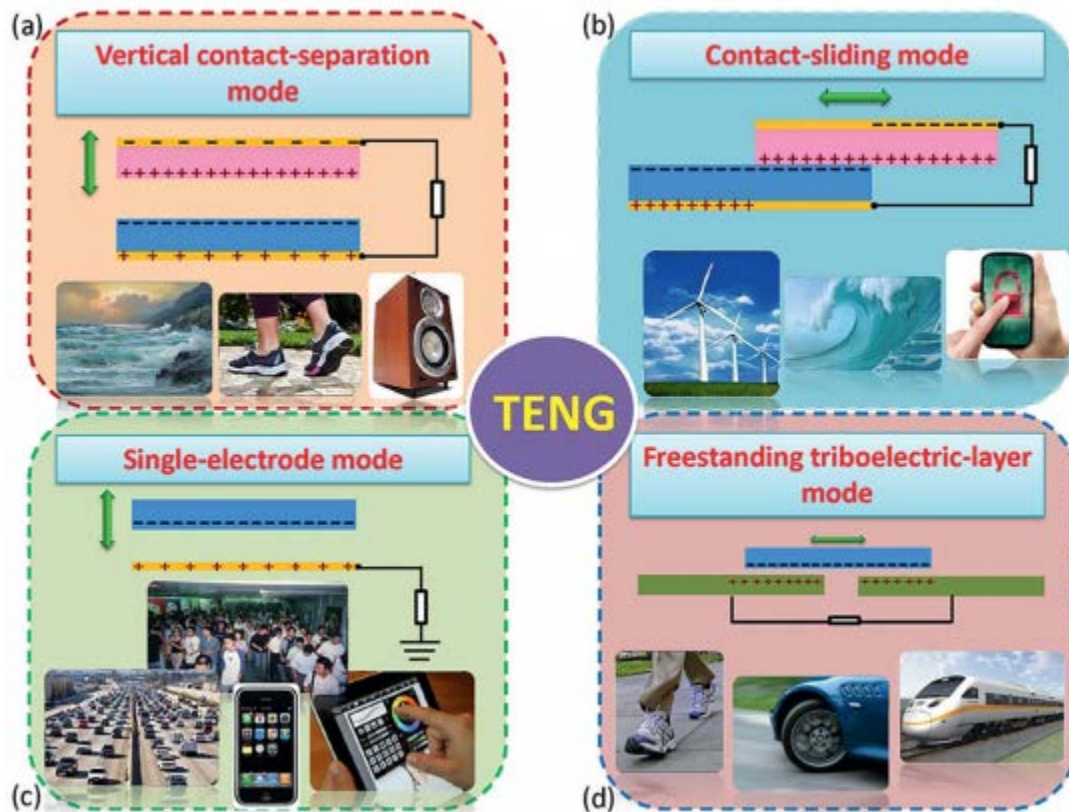 (a)
Vertical contact-separation
mode
(b)
Contact-sliding mode
TENG
Single-electrode mode
(c)
Freestanding triboelectric-layer
mode
(d)